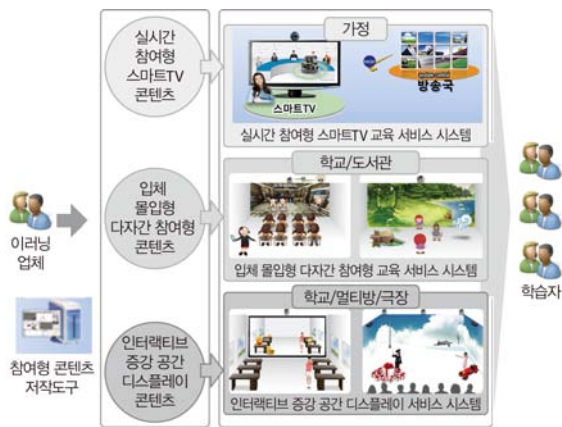 실시간
참여형
스마트TV
콘텐츠
가정
스마트TV
방송국
실시간 참여형 스마트TV 교육 서비스 시스템
이러닝
업체
입체
몰입형
다자간 참여형
콘텐츠
학교/도서관
입체 몰입형 다자간 참여형 교육 서비스 시스템
학습자
참여형 콘텐츠
저작도구
인터랙티브
증강 공간
디스플레이
콘텐츠
학교/멀티방/극장
인터랙티브 증강 공간 디스플레이 서비스 시스템